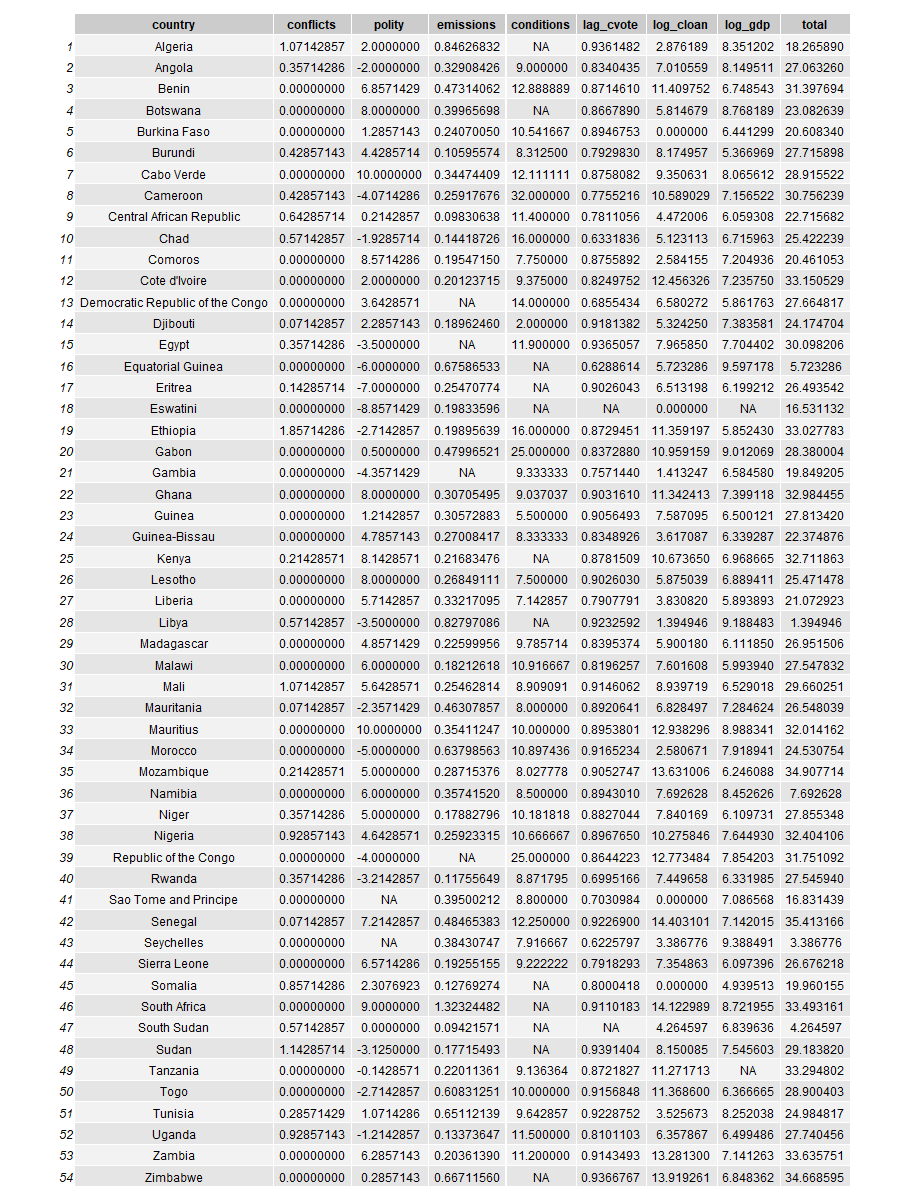 country conflicts polity emissions conditions lag_cvote log_cloan log_gdp total
1 Algeria 1.07142857 2.0000000 0.84626832 NA 0.9361482 2.876189 8.351202 18.265890
2 Angola 0.35714286 -2.0000000 0.32908426 9.000000 0.8340435 7.010559 8.149511 27.063260
3 Benin 0.00000000 6.8571429 0.47314062 12.888889 0.8714610 11.409752 6.748543 31.397694
4 Botswana 0.00000000 8.0000000 0.39965698 NA 0.8667890 5.814679 8.768189 23.082639
5 Burkina Faso 0.00000000 1.2857143 0.24070050 10.541667 0.8946753 0.000000 6.441299 20.608340
6 Burundi 0.42857143 4.4285714 0.10595574 8.312500 0.7929830 8.174957 5.366969 27.715898
7 Cabo Verde 0.00000000 10.0000000 0.34474409 12.111111 0.8758082 9.350631 8.065612 28.915522
8 Cameroon 0.42857143 -4.0714286 0.25917676 32.000000 0.7755216 10.589029 7.156522 30.756239
9 Central African Republic 0.64285714 0.2142857 0.09830638 11.400000 0.7811056 4.472006 6.059308 22.715682
10 Chad 0.57142857 -1.9285714 0.14418726 16.000000 0.6331836 5.123113 6.715963 25.422239
11 Comoros 0.00000000 8.5714286 0.19547150 7.750000 0.8755892 2.584155 7.204936 20.461053
12 Cote d'Ivoire 0.00000000 2.0000000 0.20123715 9.375000 0.8249752 12.456326 7.235750 33.150529
13 Democratic Republic of the Congo 0.00000000 3.6428571 NA 14.000000 0.6855434 6.580272 5.861763 27.664817
14 Djibouti 0.07142857 2.2857143 0.18962460 2.000000 0.9181382 5.324250 7.383581 24.174704
15 Egypt 0.35714286 -3.5000000 NA 11.900000 0.9365057 7.965850 7.704402 30.098206
16 Equatorial Guinea 0.00000000 -6.0000000 0.67586533 NA 0.6288614 5.723286 9.597178 5.723286
17 Eritrea 0.14285714 -7.0000000 0.25470774 NA 0.9026043 6.513198 6.199212 26.493542
18 Eswatini 0.00000000 -8.8571429 0.19833596 NA NA 0.000000 NA 16.531132
19 Ethiopia 1.85714286 -2.7142857 0.19895639 16.000000 0.8729451 11.359197 5.852430 33.027783
20 Gabon 0.00000000 0.5000000 0.47996521 25.000000 0.8372880 10.959159 9.012069 28.380004
21 Gambia 0.00000000 -4.3571429 NA 9.333333 0.7571440 1.413247 6.584580 19.849205
22 Ghana 0.00000000 8.0000000 0.30705495 9.037037 0.9031610 11.342413 7.399118 32.984455
23 Guinea 0.00000000 1.2142857 0.30572883 5.500000 0.9056493 7.587095 6.500121 27.813420
24 Guinea-Bissau 0.00000000 4.7857143 0.27008417 8.333333 0.8348926 3.617087 6.339287 22.374876
25 Kenya 0.21428571 8.1428571 0.21683476 NA 0.8781509 10.673650 6.968665 32.711863
26 Lesotho 0.00000000 8.0000000 0.26849111 7.500000 0.9026030 5.875039 6.889411 25.471478
27 Liberia 0.00000000 5.7142857 0.33217095 7.142857 0.7907791 3.830820 5.893893 21.072923
28 Libya 0.57142857 -3.5000000 0.82797086 NA 0.9232592 1.394946 9.188483 1.394946
29 Madagascar 0.00000000 4.8571429 0.22599956 9.785714 0.8395374 5.900180 6.111850 26.951506
30 Malawi 0.00000000 6.0000000 0.18212618 10.916667 0.8196257 7.601608 5.993940 27.547832
31 Mali 1.07142857 5.6428571 0.25462814 8.909091 0.9146062 8.939719 6.529018 29.660251
32 Mauritania 0.07142857 -2.3571429 0.46307857 8.000000 0.8920641 6.828497 7.284624 26.548039
33 Mauritius 0.00000000 10.0000000 0.35411247 10.000000 0.8953801 12.938296 8.988341 32.014162
34 Morocco 0.00000000 -5.0000000 0.63798563 10.897436 0.9165234 2.580671 7.918941 24.530754
35 Mozambique 0.21428571 5.0000000 0.28715376 8.027778 0.9052747 13.631006 6.246088 34.907714
36 Namibia 0.00000000 6.0000000 0.35741520 8.500000 0.8943010 7.692628 8.452626 7.692628
37 Niger 0.35714286 5.0000000 0.17882796 10.181818 0.8827044 7.840169 6.109731 27.855348
38 Nigeria 0.92857143 4.6428571 0.25923315 10.666667 0.8967650 10.275846 7.644930 32.404106
39 Republic of the Congo 0.00000000 -4.0000000 NA 25.000000 0.8644223 12.773484 7.854203 31.751092
40 Rwanda 0.35714286 -3.2142857 0.11755649 8.871795 0.6995166 7.449658 6.331985 27.545940
41 Sao Tome and Principe 0.00000000 NA 0.39500212 8.800000 0.7030984 0.000000 7.086568 16.831439
42 Senegal 0.07142857 7.2142857 0.48465383 12.250000 0.9226900 14.403101 7.142015 35.413166
43 Seychelles 0.00000000 NA 0.38430747 7.916667 0.6225797 3.386776 9.388491 3.386776
44 Sierra Leone 0.00000000 6.5714286 0.19255155 9.222222 0.7918293 7.354863 6.097396 26.676218
45 Somalia 0.85714286 2.3076923 0.12769274 NA 0.8000418 0.000000 4.939513 19.960155
46 South Africa 0.00000000 9.0000000 1.32324482 NA 0.9110183 14.122989 8.721955 33.493161
47 South Sudan 0.57142857 0.0000000 0.09421571 NA NA 4.264597 6.839636 4.264597
48 Sudan 1.14285714 -3.1250000 0.17715493 NA 0.9391404 8.150085 7.545603 29.183820
49 Tanzania 0.00000000 -0.1428571 0.22011361 9.136364 0.8721827 11.271713 NA 33.294802
50 Togo 0.00000000 -2.7142857 0.60831251 10.000000 0.9156848 11.368600 6.366665 28.900403
51 Tunisia 0.28571429 1.0714286 0.65112139 9.642857 0.9228752 3.525673 8.252038 24.984817
52 Uganda 0.92857143 -1.2142857 0.13373647 11.500000 0.8101103 6.357867 6.499486 27.740456
53 Zambia 0.00000000 6.2857143 0.20361390 11.200000 0.9143493 13.281300 7.141263 33.635751
54 Zimbabwe 0.00000000 0.2857143 0.66711560 NA 0.9366767 13.919261 6.848362 34.668595